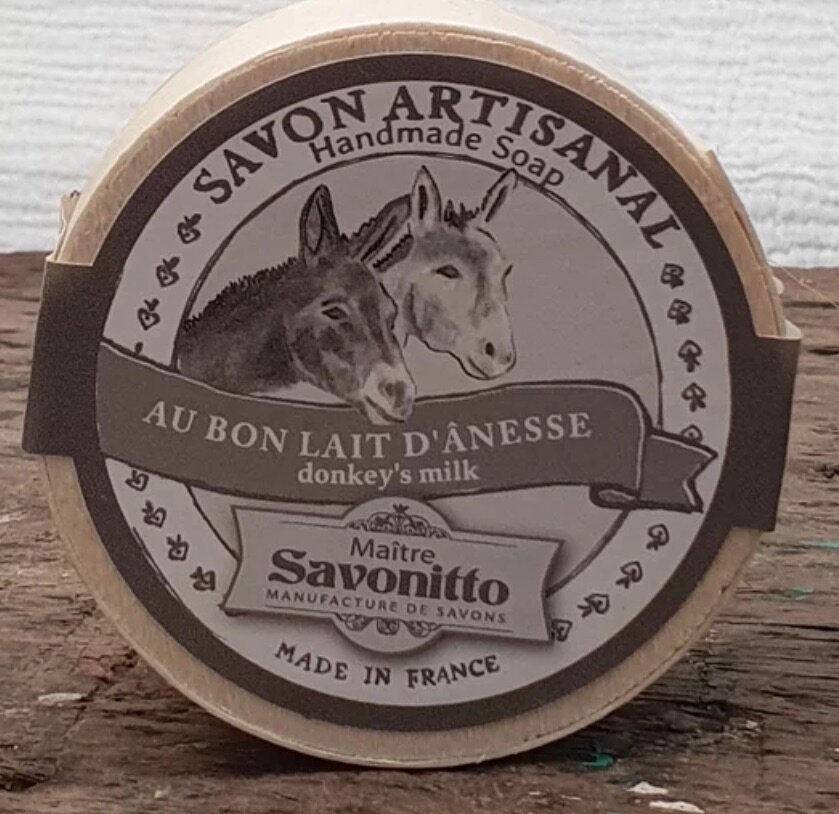 SAVON ARTISANAL
Handmade Soap
AU BON LAIT D'ÂNESSE
donkey's milk
Maître
Savonitto
MANUFACTURE DE SAVONS
MADE IN FRANCE